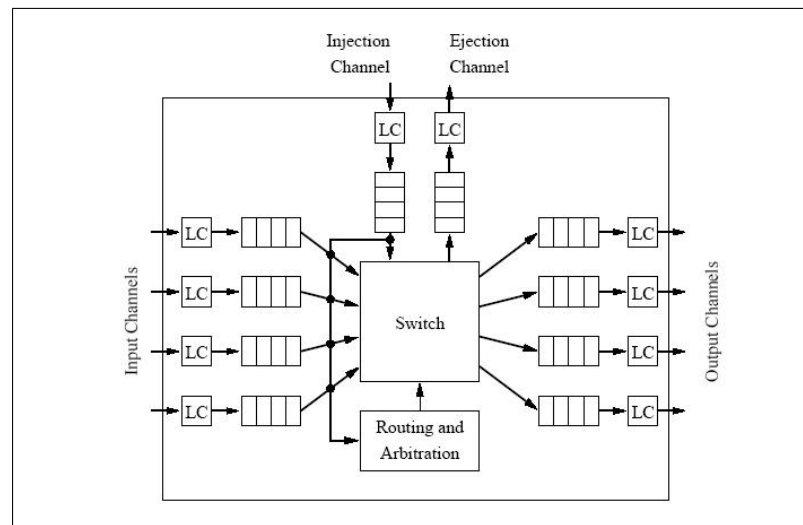 Injection
Channel
Ejection
Channel
LC
LC
LC
LC
LC
LC
LC
LC
LC
LC
Input Channels
Switch
Output Channels
Routing and
Arbitration